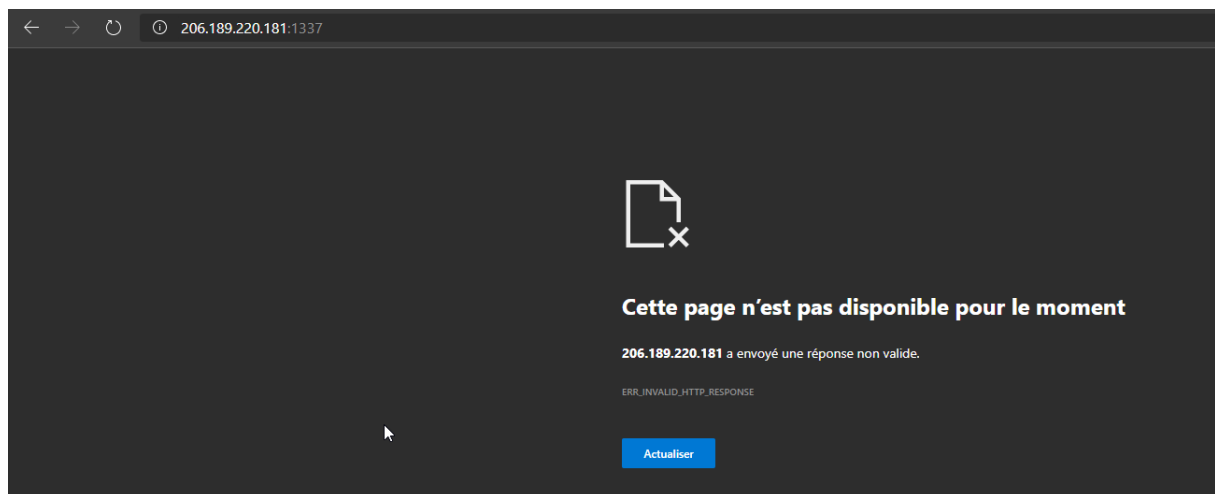 206.189.220.181:1337
Cette page n’est pas disponible pour le moment
206.189.220.181 a envoyé une réponse non valide.
ERR_INVALID_HTTP_RESPONSE
Actualiser